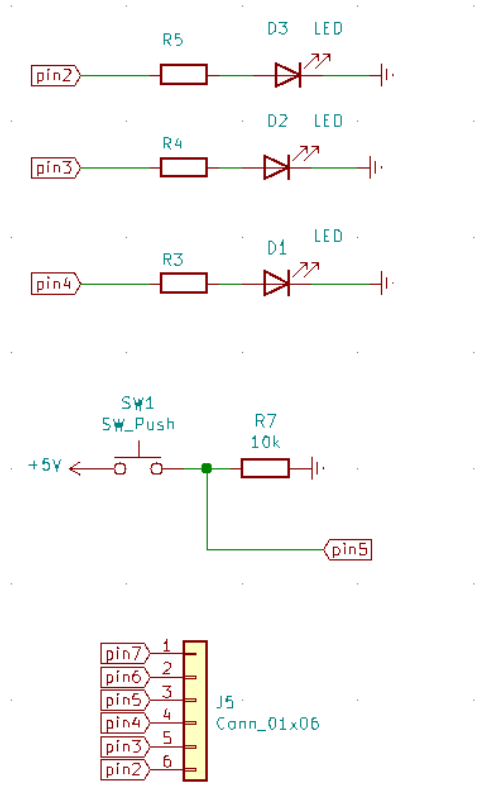 D3 LED
R5
pin2
D2 LED
R4
pin3
LED
D1
R3
pin4
SW1
SW_Push
R7
10k
+5V
pin5
pin7 1
pin6 2
pin5 3
J5
pin4 4
Conn_01x06
pin3 5
pin2 6